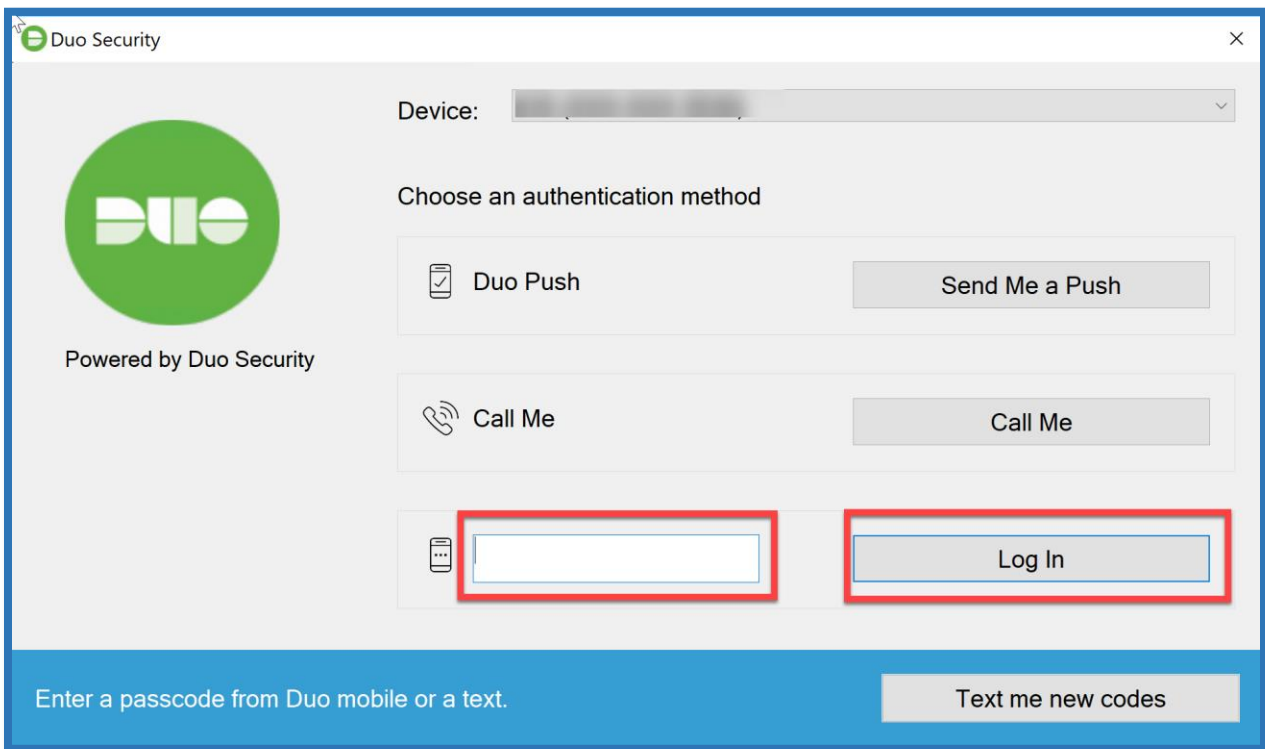 Duo Security
Device:
DUO
Choose an authentication method
Duo Push
Send Me a Push
Powered by Duo Security
Call Me
Call Me
Log In
Enter a passcode from Duo mobile or a text.
Text me new codes